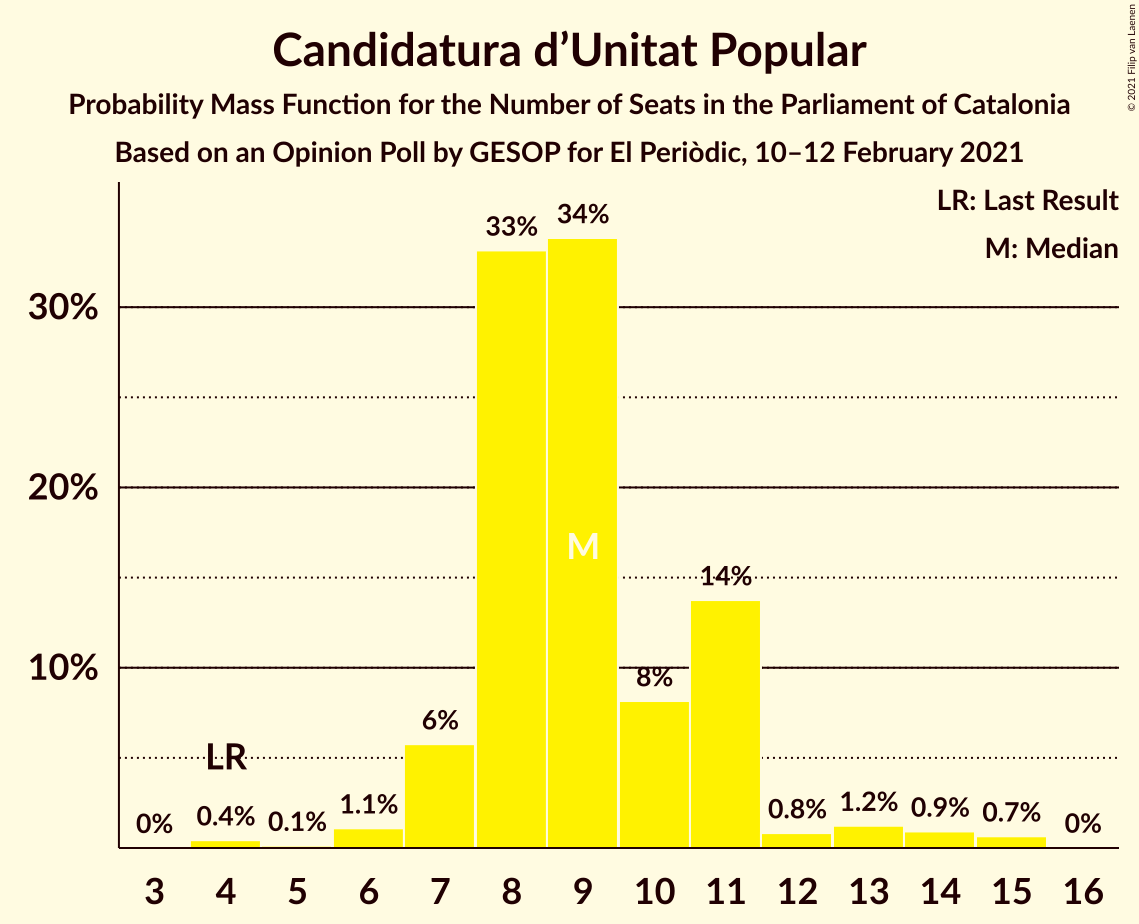 Candidatura d’Unitat Popular
Probability Mass Function for the Number of Seats in the Parliament of Catalonia
Based on an Opinion Poll by GESOP for El Periòdic, 10–12 February 2021
© 2021 Filip van Laenen
LR: Last Result
M: Median
30%
20%
10%
0%
0.4%
0.1%
1.1%
6%
33%
34%
8%
14%
0.8%
1.2%
0.9%
0.7%
0%
LR
M
3 4 5 6 7 8 9 10 11 12 13 14 15 16